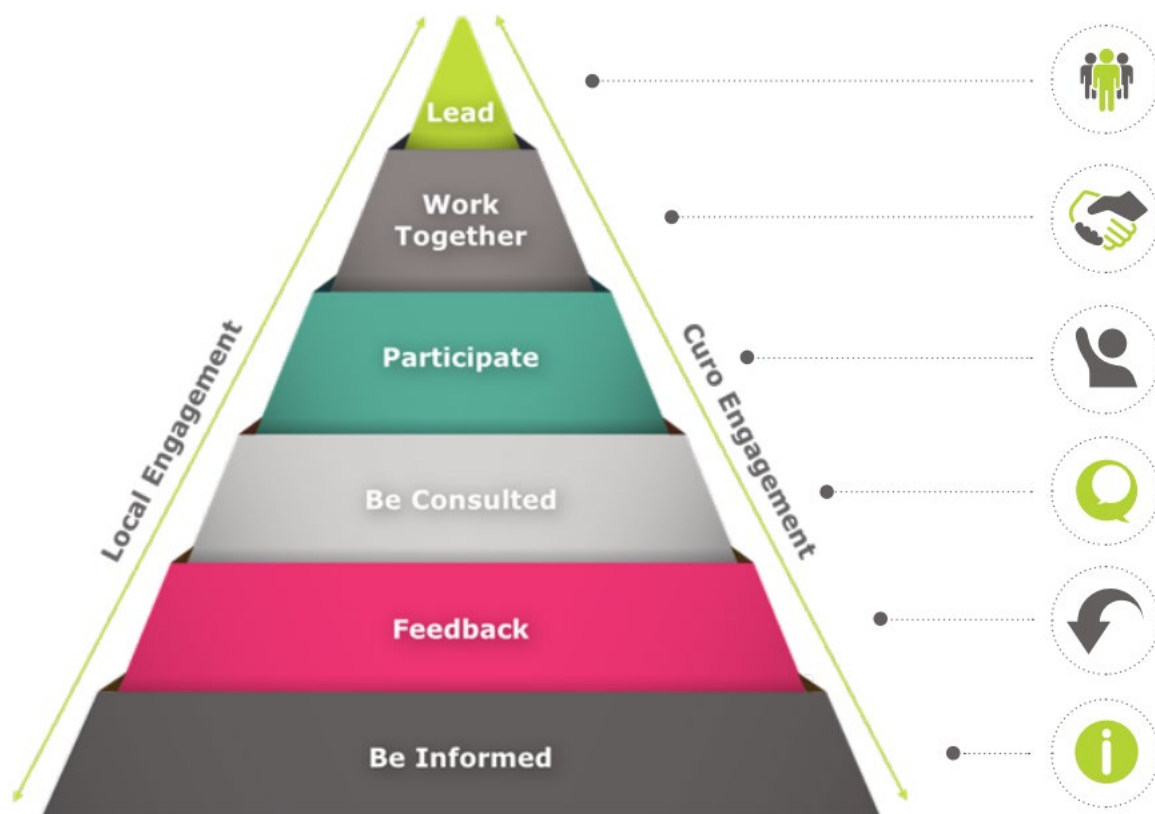 Lead
Work
Together
Participate
Be Consulted
Feedback
Be Informed
Local Engagement
Curo Engagement
i